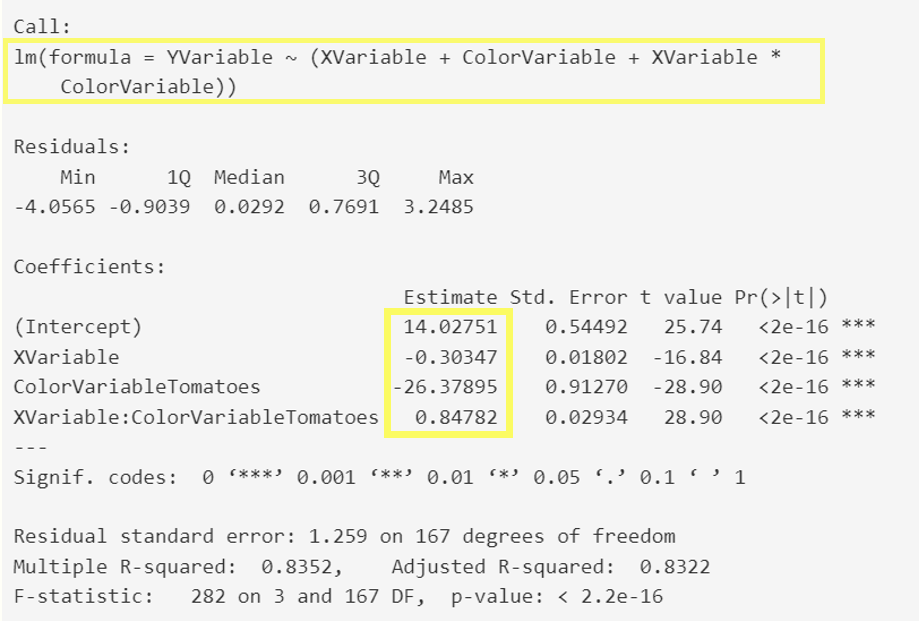 Call:
lm(formula = YVariable ~ (XVariable + ColorVariable + XVariable *
    ColorVariable))
Residuals:
    Min      1Q  Median      3Q     Max
-4.0565 -0.9039  0.0292  0.7691  3.2485
Coefficients:
                                 Estimate Std. Error t value Pr(>|t|)
(Intercept)                      14.02751    0.54492   25.74   <2e-16 ***
XVariable                        -0.30347    0.01802  -16.84   <2e-16 ***
ColorVariableTomatoes           -26.37895    0.91270  -28.90   <2e-16 ***
XVariable:ColorVariableTomatoes   0.84782    0.02934   28.90   <2e-16 ***
---
Signif. codes:  0 ‘***’ 0.001 ‘**’ 0.01 ‘*’ 0.05 ‘.’ 0.1 ‘ ’ 1
Residual standard error: 1.259 on 167 degrees of freedom
Multiple R-squared:  0.8352,    Adjusted R-squared:  0.8322
F-statistic:   282 on 3 and 167 DF,  p-value: < 2.2e-16